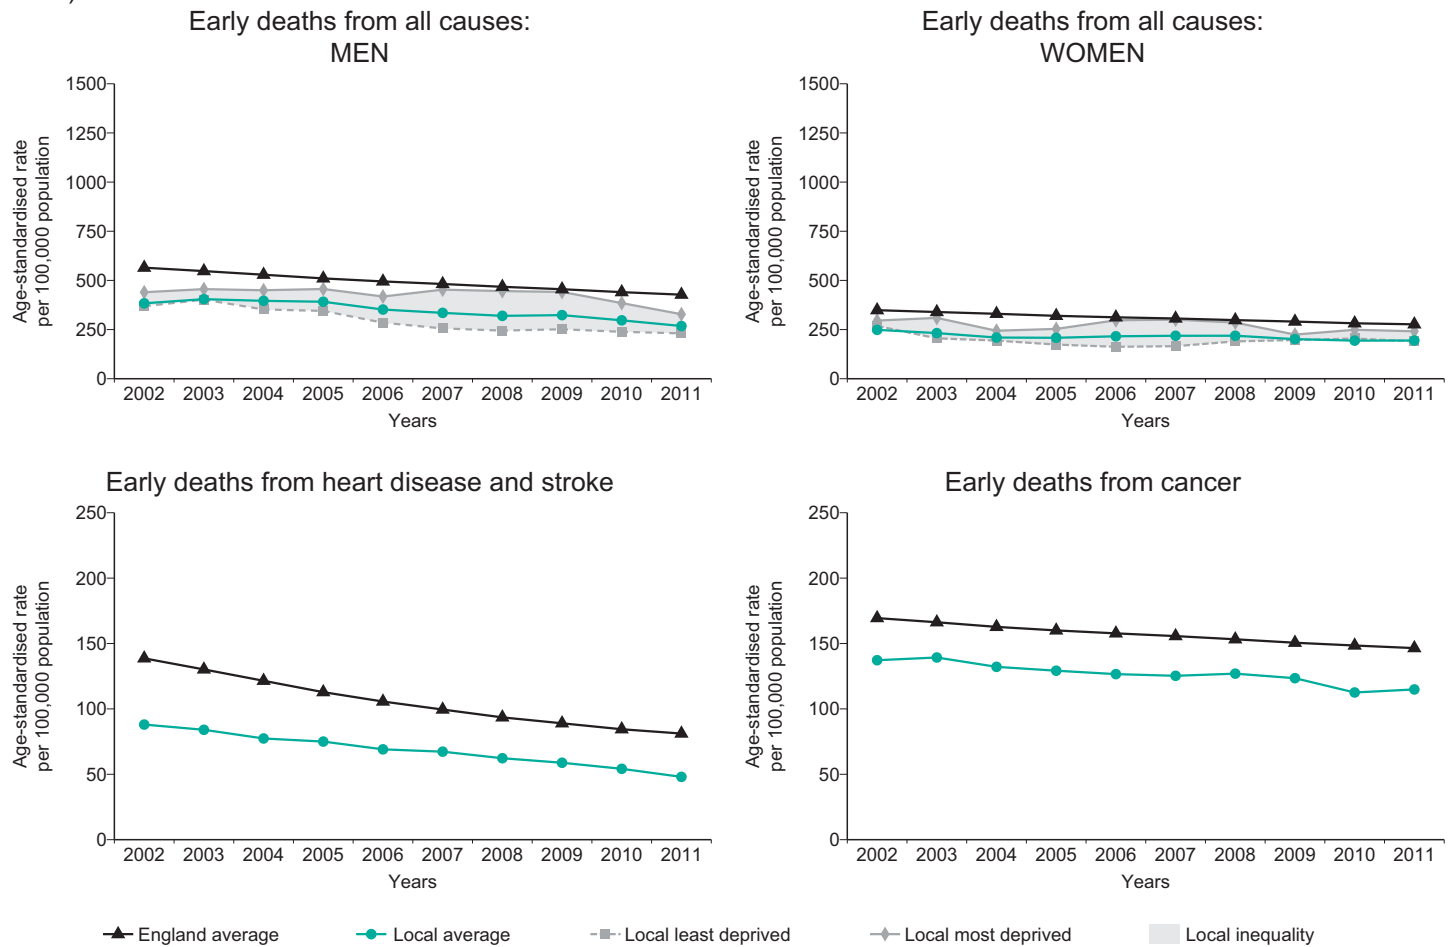 Early deaths from all causes:
MEN
Age-standardised rate
per 100,000 population
1500
1250
1000
750
500
250
0
2002 2003 2004 2005 2006 2007 2008 2009 2010 2011
Years
Early deaths from all causes:
WOMEN
Age-standardised rate
per 100,000 population
1500
1250
1000
750
500
250
0
2002 2003 2004 2005 2006 2007 2008 2009 2010 2011
Years
Early deaths from heart disease and stroke
Age-standardised rate
per 100,000 population
250
200
150
100
50
0
2002 2003 2004 2005 2006 2007 2008 2009 2010 2011
Years
Early deaths from cancer
Age-standardised rate
per 100,000 population
250
200
150
100
50
0
2002 2003 2004 2005 2006 2007 2008 2009 2010 2011
Years
England average Local average Local least deprived Local most deprived Local inequality